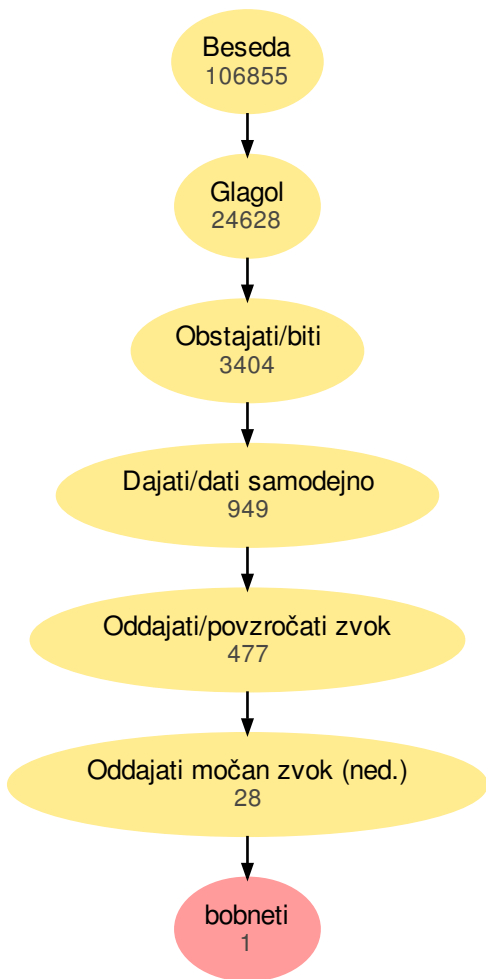 Beseda
106855
Glagol
24628
Obstajati/biti
3404
Dajati/dati samodejno
949
Oddajati/povzročati zvok
477
Oddajati močan zvok (ned.)
28
bobneti
1